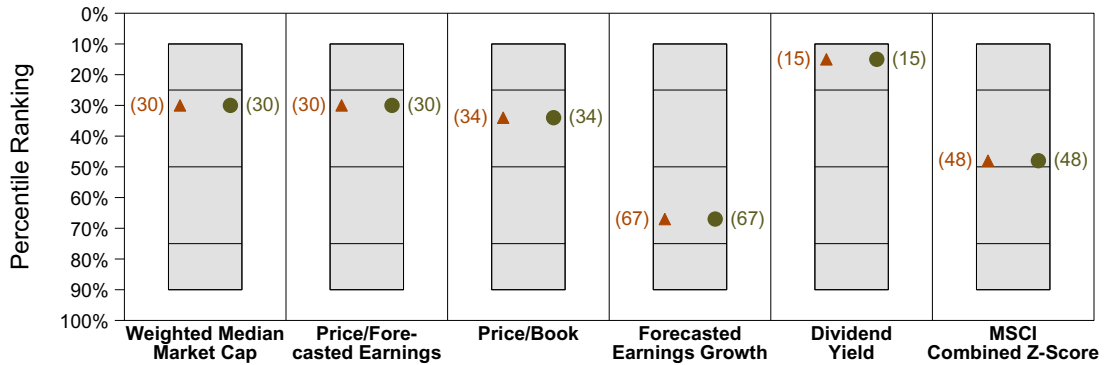 Percentile Ranking
0%
10%
20%
30%
40%
50%
60%
70%
80%
90%
100%
(30) (30)
(30) (30)
(34) (34)
(67) (67)
(15) (15)
(48) (48)
Weighted Median
Market Cap
Price/Fore-
casted Earnings
Price/Book
Forecasted
Earnings Growth
Dividend
Yield
MSCI
Combined Z-Score